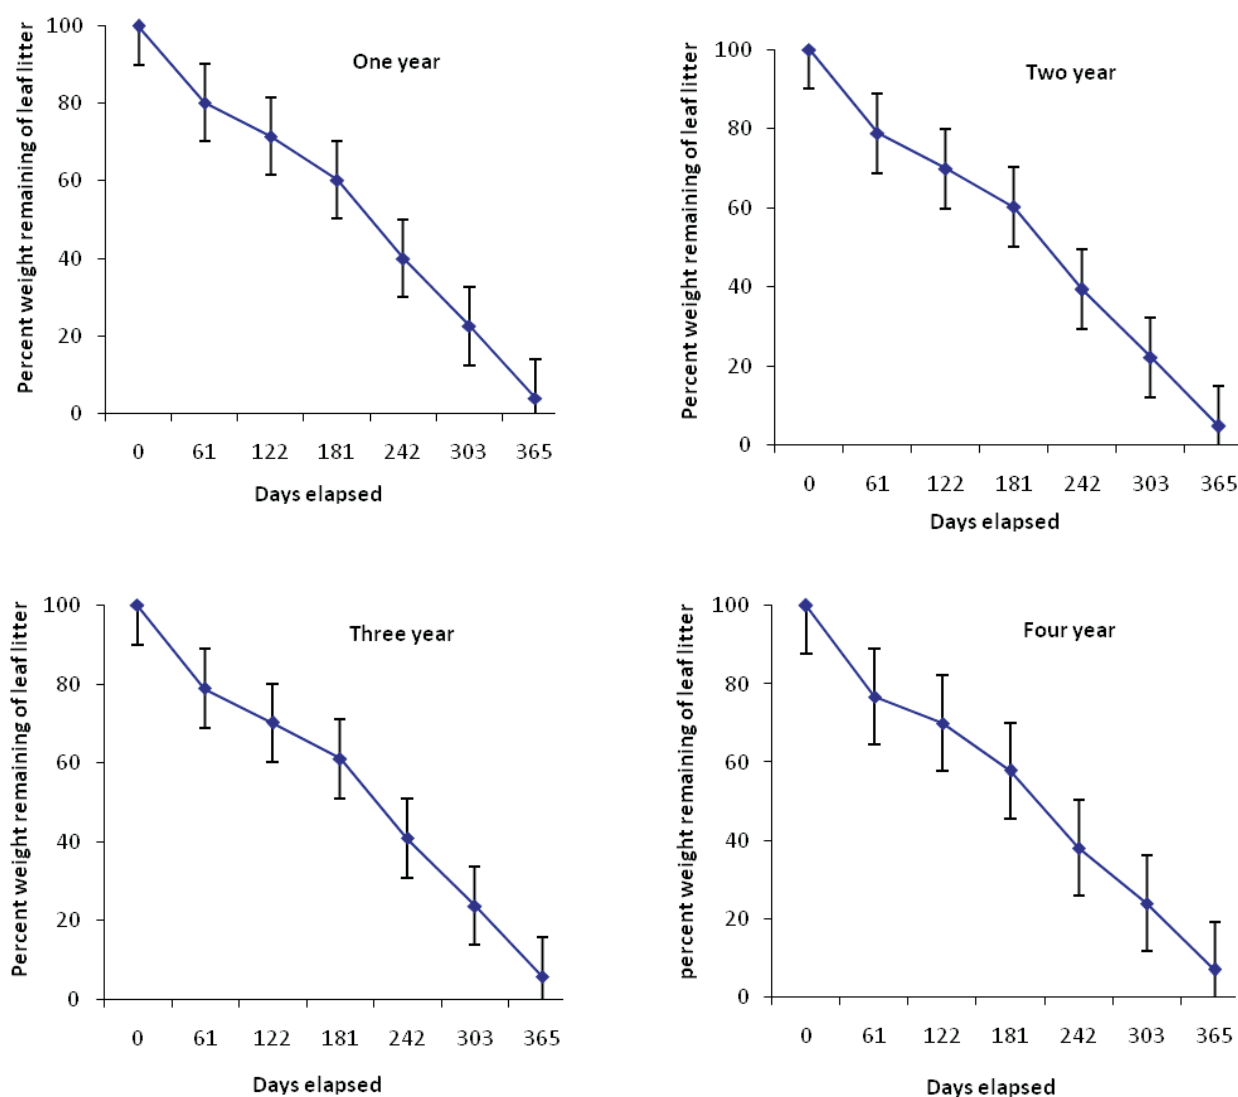 One year
Percent weight remaining of leaf litter
100
80
60
40
20
0
0 61 122 181 242 303 365
Days elapsed
Two year
Percent weight remaining of leaf litter
100
80
60
40
20
0
0 61 122 181 242 303 365
Days elapsed
Three year
Percent weight remaining of leaf litter
100
80
60
40
20
0
0 61 122 181 242 303 365
Days elapsed
Four year
percent weight remaining of leaf litter
100
80
60
40
20
0
0 61 122 181 242 303 365
Days elapsed